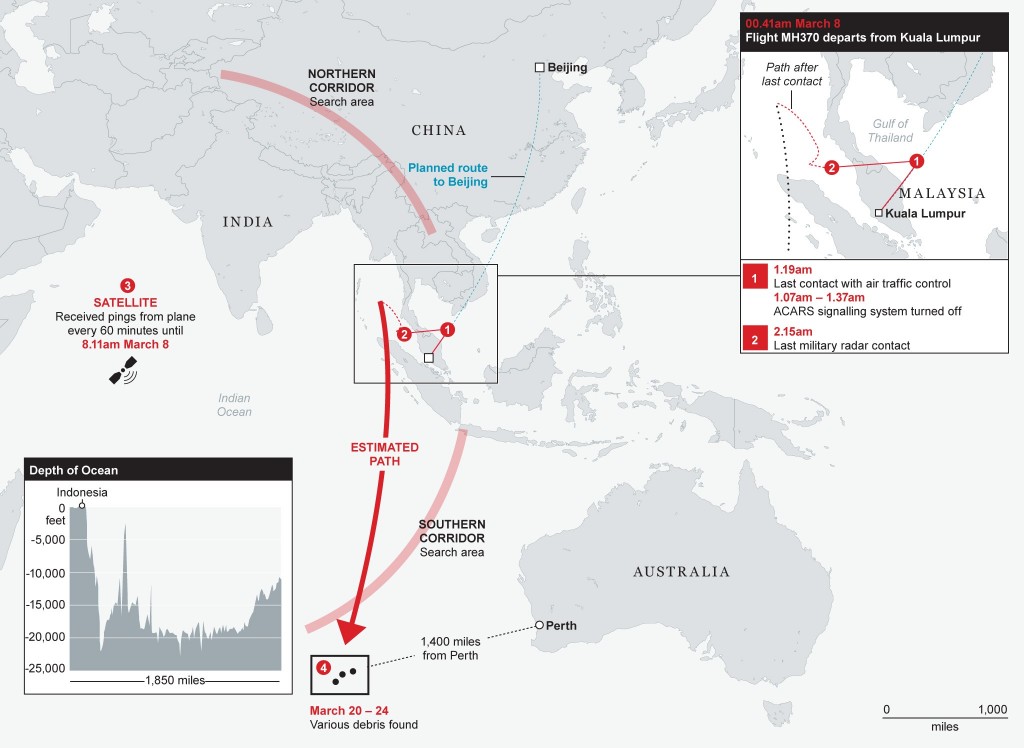 NORTHERN
CORRIDOR
Search area
Beijing
CHINA
Planned route
to Beijing
INDIA
00.41am March 8
Flight MH370 departs from Kuala Lumpur
Path after
last contact
Gulf of
Thailand
2
1
MALAYSIA
Kuala Lumpur
1
1.19am
Last contact with air traffic control
1.07am – 1.37am
ACARS signalling system turned off
2
2.15am
Last military radar contact
3
SATELLITE
Received pings from plane
every 60 minutes until
8.11am March 8
2
1
Indian
Ocean
ESTIMATED
PATH
SOUTHERN
CORRIDOR
Search area
AUSTRALIA
Perth
1,400 miles
from Perth
4
March 20 – 24
Various debris found
Depth of Ocean
Indonesia
0
feet
-5,000
-10,000
-15,000
-20,000
-25,000
1,850 miles
0
1,000
miles